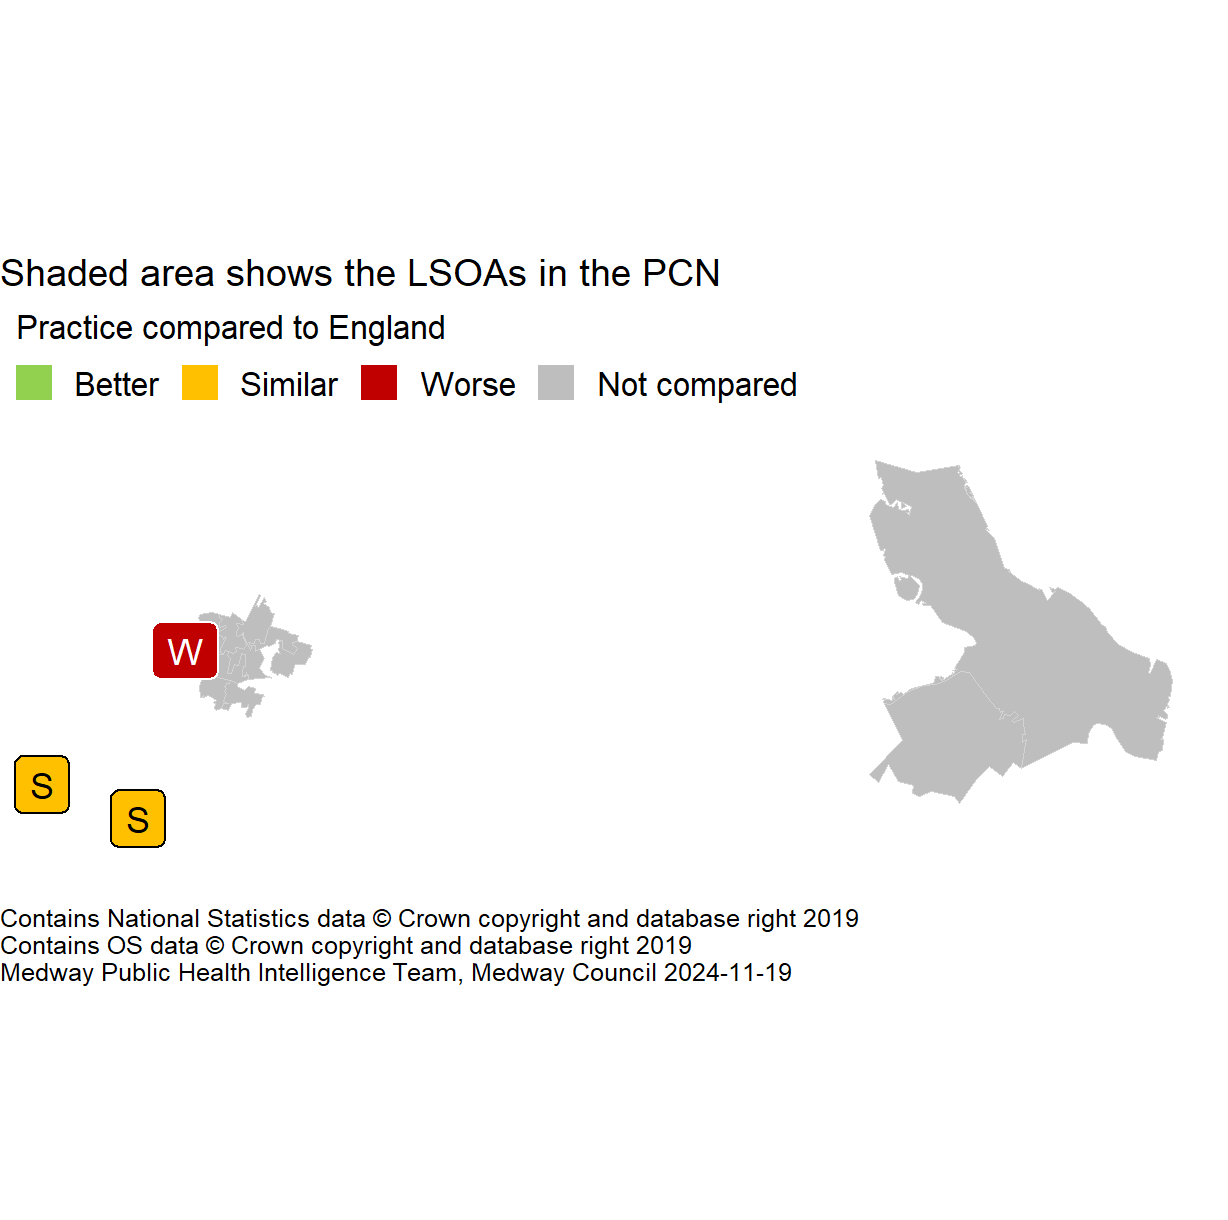 Shaded area shows the LSOAs in the PCN
Practice compared to England
Better Similar Worse Not compared
W
S
S
Contains National Statistics data © Crown copyright and database right 2019
Contains OS data © Crown copyright and database right 2019
Medway Public Health Intelligence Team, Medway Council 2024-11-19